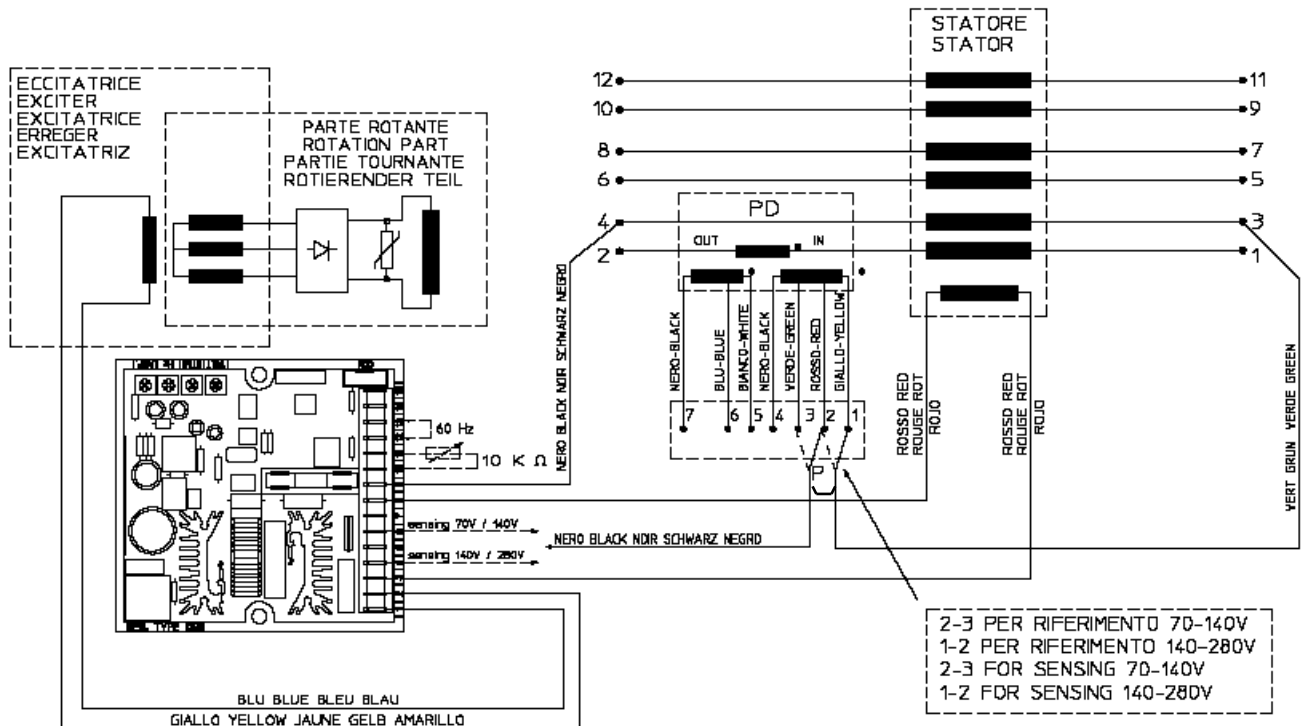 STATORE
STATOR
ECCITATRICE
EXCITER
EXCITATRICE
ERREGER
EXCITATRIZ
PARTE ROTANTE
ROTATION PART
PARTIE TOURNANTE
ROTIERENDER TEIL
12
11
10
9
8
7
6
5
4
3
2
1
PD
OUT
IN
NERO-BLACK
BLU-BLUE
BIANCO-WHITE
NERO-BLACK
VERDE-GREEN
ROSSO-RED
GIALLO-YELLOW
7
6
5
4
3
2
1
P
NERO BLACK NOIR SCHWARZ NEGRO
60 Hz
10 K Ω
sensing 70V / 140V
NERO BLACK NOIR SCHWARZ NEGRO
sensing 140V / 280V
ROSSO RED
ROUGE ROT
ROJO
ROSSO RED
ROUGE ROT
ROJO
VERT GRUN VERDE GREEN
2-3 PER RIFERIMENTO 70-140V
1-2 PER RIFERIMENTO 140-280V
2-3 FOR SENSING 70-140V
1-2 FOR SENSING 140-280V
BLU BLUE BLEU BLAU
GIALLO YELLOW JAUNE GELB AMARILLO